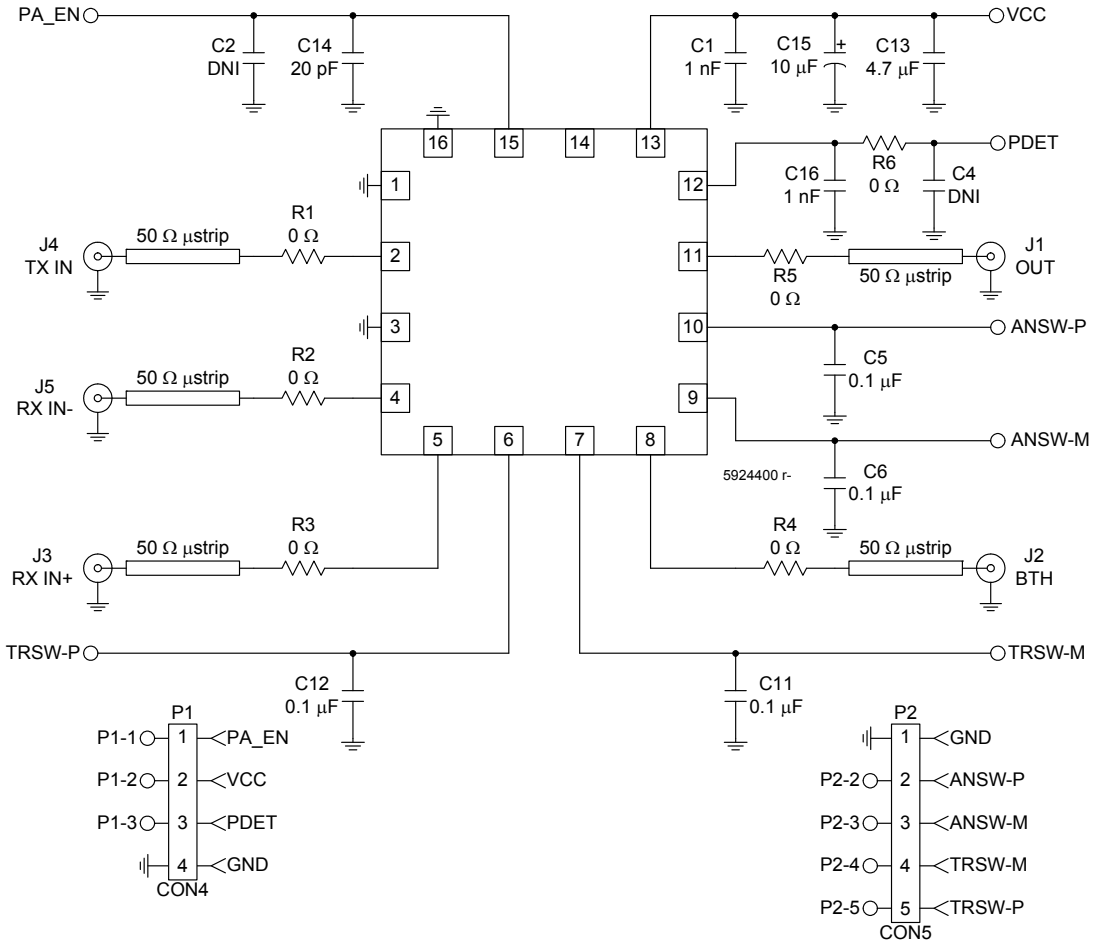 PA_EN
C2
DNI
C14
20 pF
C1
1 nF
C15
10 μF
+
C13
4.7 μF
VCC
16
15
14
13
1
2
3
4
5
6
7
8
9
10
11
12
C16
1 nF
R6
0 Ω
C4
DNI
PDET
J4
TX IN
50 Ω μstrip
R1
0 Ω
R5
0 Ω
50 Ω μstrip
J1
OUT
ANSW-P
C5
0.1 μF
J5
RX IN-
50 Ω μstrip
R2
0 Ω
ANSW-M
C6
0.1 μF
5924400 r-
J3
RX IN+
50 Ω μstrip
R3
0 Ω
R4
0 Ω
50 Ω μstrip
J2
BTH
TRSW-P
C12
0.1 μF
TRSW-M
C11
0.1 μF
P1
P1-1 1 PA_EN
P1-2 2 VCC
P1-3 3 PDET
4 GND
CON4
P2
1 GND
P2-2 2 ANSW-P
P2-3 3 ANSW-M
P2-4 4 TRSW-M
P2-5 5 TRSW-P
CON5